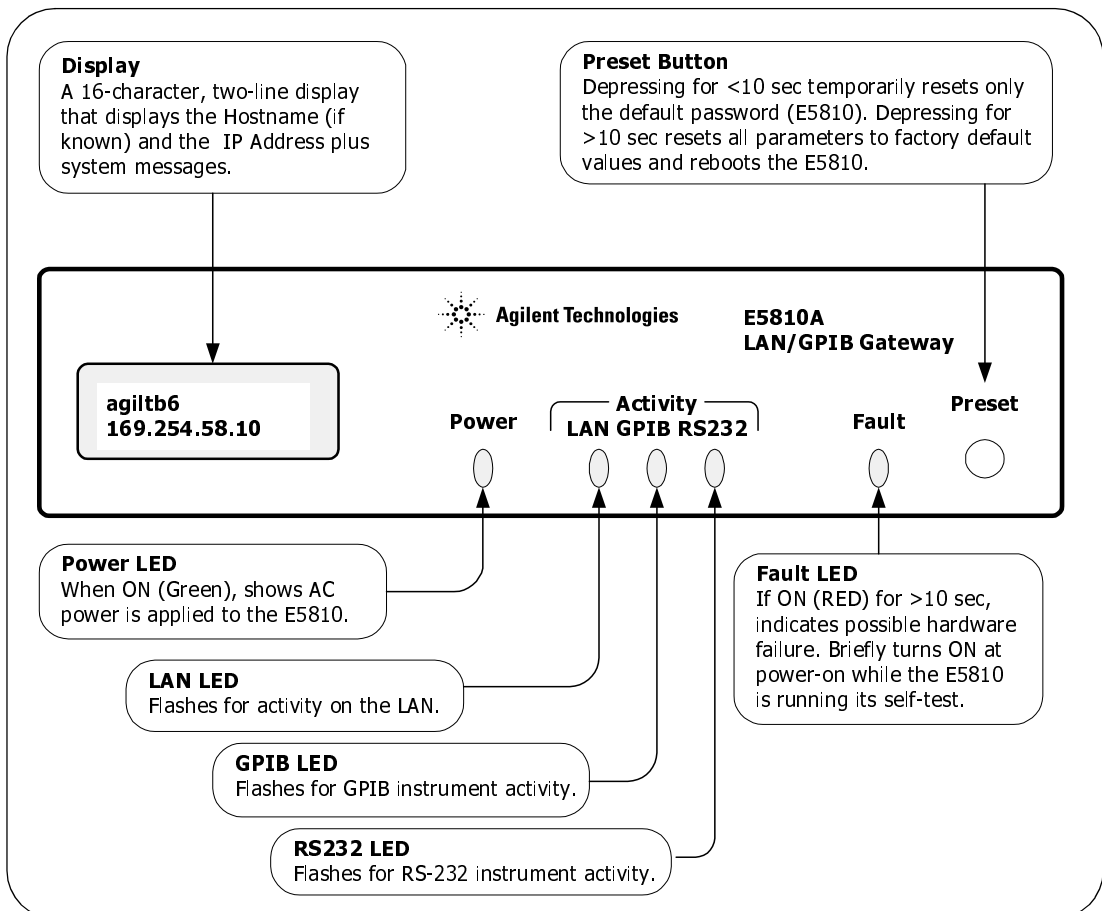 Display
A 16-character, two-line display
that displays the Hostname (if
known) and the IP Address plus
system messages.
Preset Button
Depressing for <10 sec temporarily resets only
the default password (E5810). Depressing for
>10 sec resets all parameters to factory default
values and reboots the E5810.
Agilent Technologies
E5810A
LAN/GPIB Gateway
agiltb6
169.254.58.10
Power
Activity
LAN GPIB RS232
Fault
Preset
Power LED
When ON (Green), shows AC
power is applied to the E5810.
Fault LED
If ON (RED) for >10 sec,
indicates possible hardware
failure. Briefly turns ON at
power-on while the E5810
is running its self-test.
LAN LED
Flashes for activity on the LAN.
GPIB LED
Flashes for GPIB instrument activity.
RS232 LED
Flashes for RS-232 instrument activity.